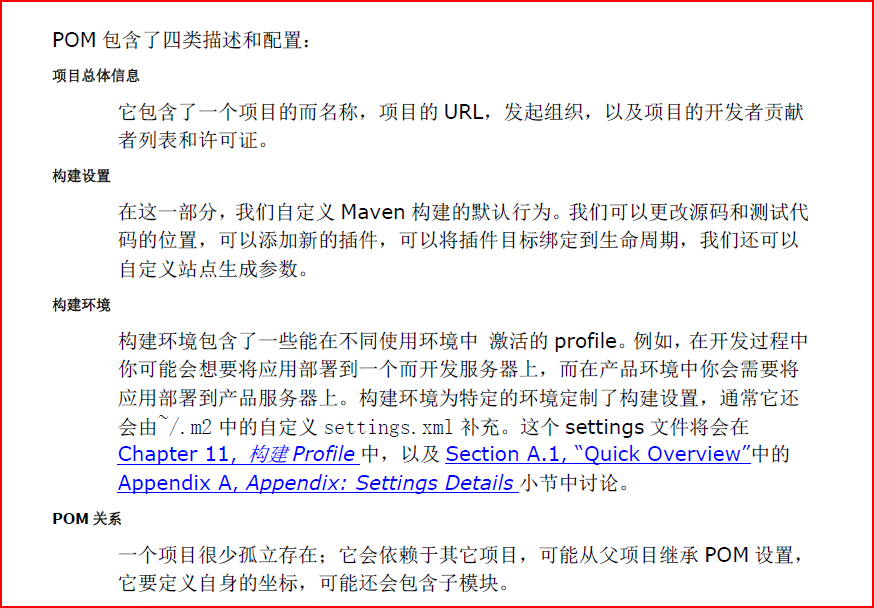 POM 包含了四类描述和配置：
项目总体信息
它包含了一个项目的而名称，项目的 URL，发起组织，以及项目的开发者贡献
者列表和许可证。
构建设置
在这一部分，我们自定义 Maven 构建的默认行为。我们可以更改源码和测试代
码的位置，可以添加新的插件，可以将插件目标绑定到生命周期，我们还可以
自定义站点生成参数。
构建环境
构建环境包含了一些能在不同使用环境中 激活的 profile。例如，在开发过程中
你可能会想要将应用部署到一个而开发服务器上，而在产品环境中你会需要将
应用部署到产品服务器上。构建环境为特定的环境定制了构建设置，通常它还
会由~/.m2 中的自定义 settings.xml 补充。这个 settings 文件将会在
Chapter 11, 构建 Profile 中，以及 Section A.1, “Quick Overview”中的
Appendix A, Appendix: Settings Details 小节中讨论。
POM 关系
一个项目很少孤立存在；它会依赖于其它项目，可能从父项目继承 POM 设置，
它要定义自身的坐标，可能还会包含子模块。